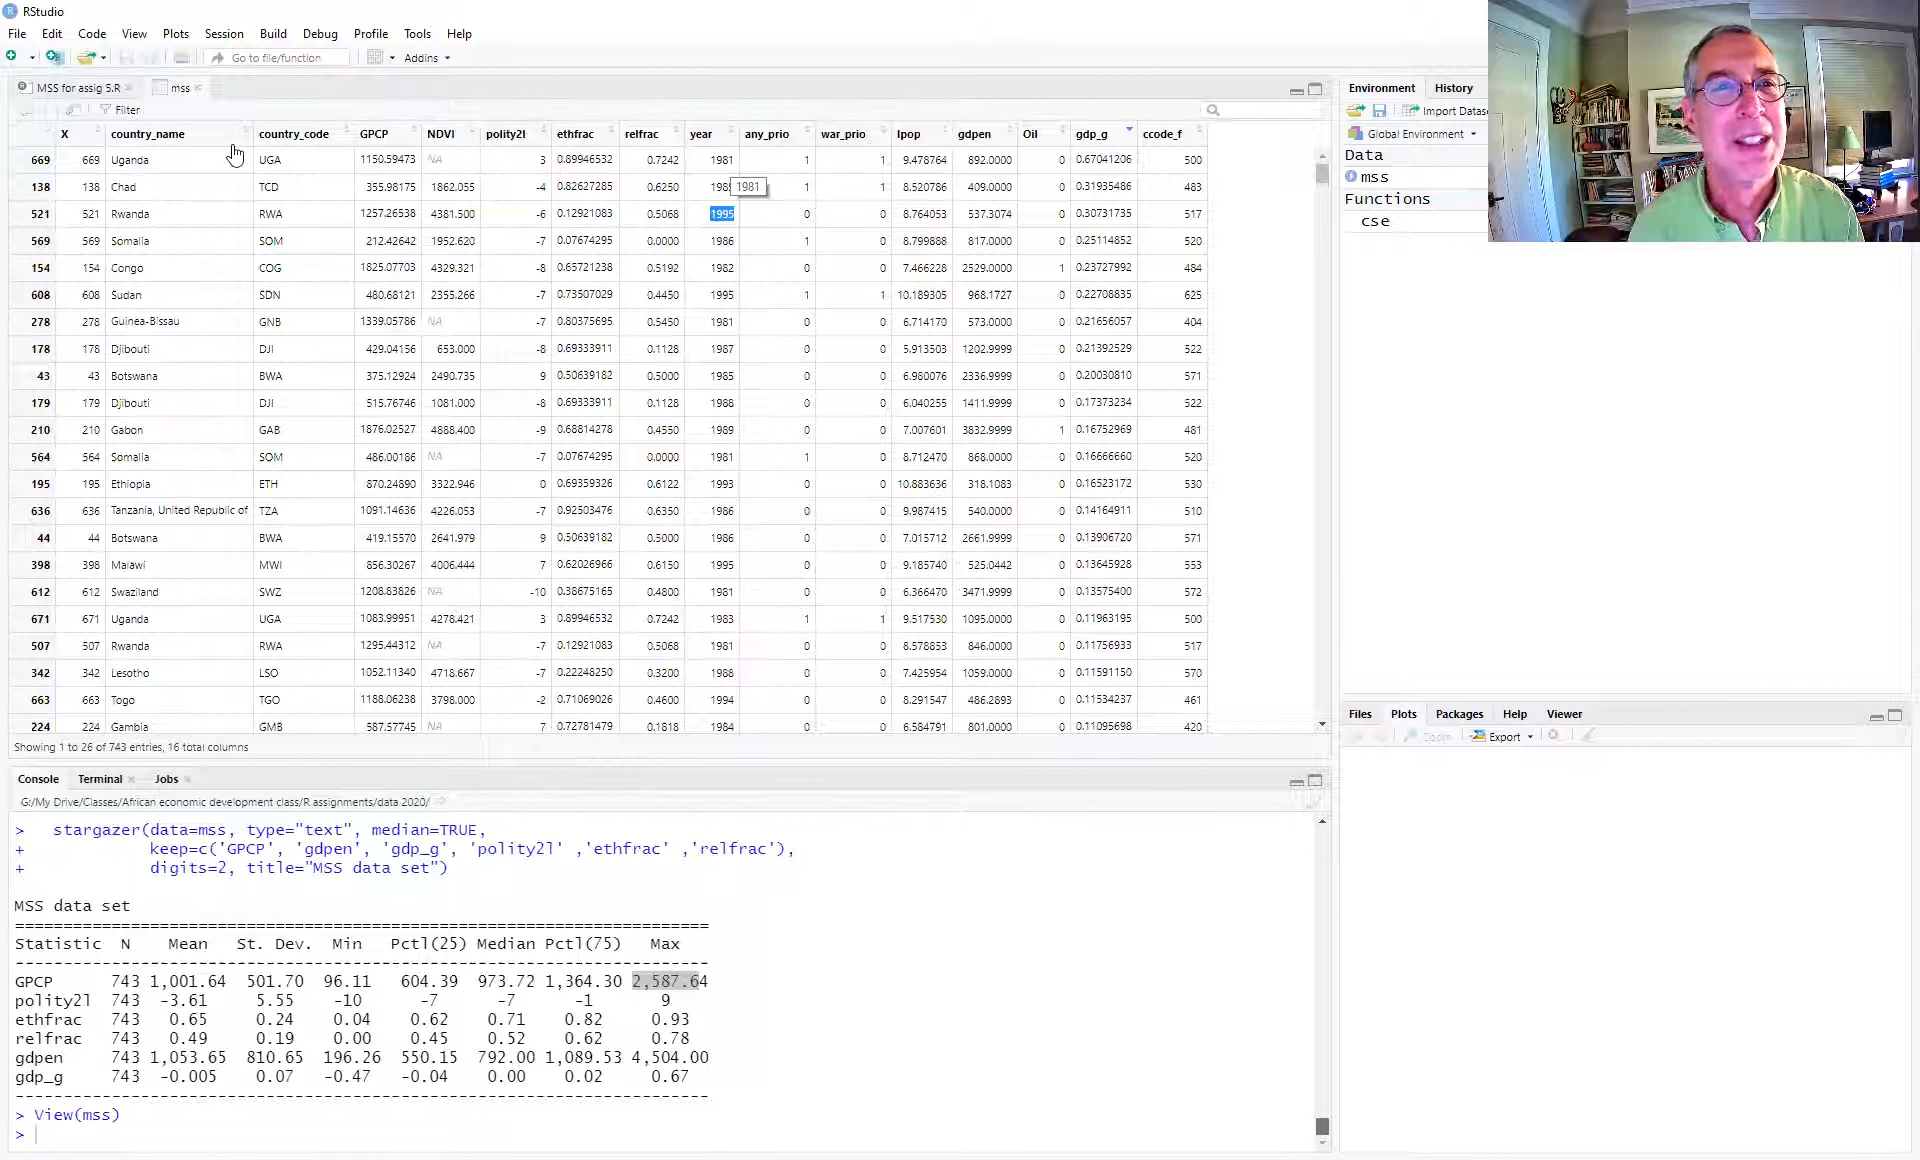 RStudio
File Edit Code View Plots Session Build Debug Profile Tools Help
Go to file/function Addins
MSS for assig 5.R mss
Filter
X country_name country_code GPCP NDVI polity2l ethfrac relfrac year any_prio war_prio lpop gdpen Oil gdp_g ccode_f
669 669 Uganda UGA 1150.59473 NA 3 0.89946532 0.7242 1981 1 1 9.478764 892.0000 0 0.67041206 500
138 138 Chad TCD 355.98175 1862.055 -4 0.82627285 0.6250 198 1981 1 1 8.520786 409.0000 0 0.31935486 483
521 521 Rwanda RWA 1257.26538 4381.500 -6 0.12921083 0.5068 1995 0 0 8.764053 537.3074 0 0.30731735 517
569 569 Somalia SOM 212.42642 1952.620 -7 0.07674295 0.0000 1986 1 0 8.799888 817.0000 0 0.25114852 520
154 154 Congo COG 1825.07703 4329.321 -8 0.65721238 0.5192 1982 0 0 7.466228 2529.0000 1 0.23727992 484
608 608 Sudan SDN 480.68121 2355.266 -7 0.73507029 0.4450 1995 1 1 10.189305 968.1727 0 0.22708835 625
278 278 Guinea-Bissau GNB 1339.05786 NA -7 0.80375695 0.5450 1981 0 0 6.714170 573.0000 0 0.21656057 404
178 178 Djibouti DJI 429.04156 653.000 -8 0.69333911 0.1128 1987 0 0 5.913503 1202.9999 0 0.21392529 522
43 43 Botswana BWA 375.12924 2490.735 9 0.50639182 0.5000 1985 0 0 6.980076 2336.9999 0 0.20030810 571
179 179 Djibouti DJI 515.76746 1081.000 -8 0.69333911 0.1128 1988 0 0 6.040255 1411.9999 0 0.17373234 522
210 210 Gabon GAB 1876.02527 4888.400 -9 0.68814278 0.4550 1989 0 0 7.007601 3832.9999 1 0.16752969 481
564 564 Somalia SOM 486.00186 NA -7 0.07674295 0.0000 1981 1 0 8.712470 868.0000 0 0.16666660 520
195 195 Ethiopia ETH 870.24890 3322.946 0 0.69359326 0.6122 1993 0 0 10.883636 318.1083 0 0.16523172 530
636 636 Tanzania, United Republic of TZA 1091.14636 4226.053 -7 0.92503476 0.6350 1986 0 0 9.987415 540.0000 0 0.14164911 510
44 44 Botswana BWA 419.15570 2641.979 9 0.50639182 0.5000 1986 0 0 7.015712 2661.9999 0 0.13906720 571
398 398 Malawi MWI 856.30267 4006.444 7 0.62026966 0.6150 1995 0 0 9.185740 525.0442 0 0.13645928 553
612 612 Swaziland SWZ 1208.83826 NA -10 0.38675165 0.4800 1981 0 0 6.366470 3471.9999 0 0.13575400 572
671 671 Uganda UGA 1083.99951 4278.421 3 0.89946532 0.7242 1983 1 1 9.517530 1095.0000 0 0.11963195 500
507 507 Rwanda RWA 1295.44312 NA -7 0.12921083 0.5068 1981 0 0 8.578853 846.0000 0 0.11756933 517
342 342 Lesotho LSO 1052.11340 4718.667 -7 0.22248250 0.3200 1988 0 0 7.425954 1059.0000 0 0.11591150 570
663 663 Togo TGO 1188.06238 3798.000 -2 0.71069026 0.4600 1994 0 0 8.291547 486.2893 0 0.11534237 461
224 224 Gambia GMB 587.57745 NA 7 0.72781479 0.1818 1984 0 0 6.584791 801.0000 0 0.11095698 420
Showing 1 to 26 of 743 entries, 16 total columns
Console Terminal Jobs
G:/My Drive/Classes/African economic development class/R assignments/data 2020/
> stargazer(data=mss, type="text", median=TRUE,
+ keep=c('GPCP', 'gdpen', 'gdp_g', 'polity2l' ,'ethfrac' ,'relfrac'),
+ digits=2, title="MSS data set")
MSS data set
=======================================================================
Statistic N Mean St. Dev. Min Pctl(25) Median Pctl(75) Max
-----------------------------------------------------------------------
GPCP 743 1,001.64 501.70 96.11 604.39 973.72 1,364.30 2,587.64
polity2l 743 -3.61 5.55 -10 -7 -7 -1 9
ethfrac 743 0.65 0.24 0.04 0.62 0.71 0.82 0.93
relfrac 743 0.49 0.19 0.00 0.45 0.52 0.62 0.78
gdpen 743 1,053.65 810.65 196.26 550.15 792.00 1,089.53 4,504.00
gdp_g 743 -0.005 0.07 -0.47 -0.04 0.00 0.02 0.67
-----------------------------------------------------------------------
> View(mss)
>
Environment History
Import Datase
Global Environment
Data
mss
Functions
cse
Files Plots Packages Help Viewer
Zoom Export